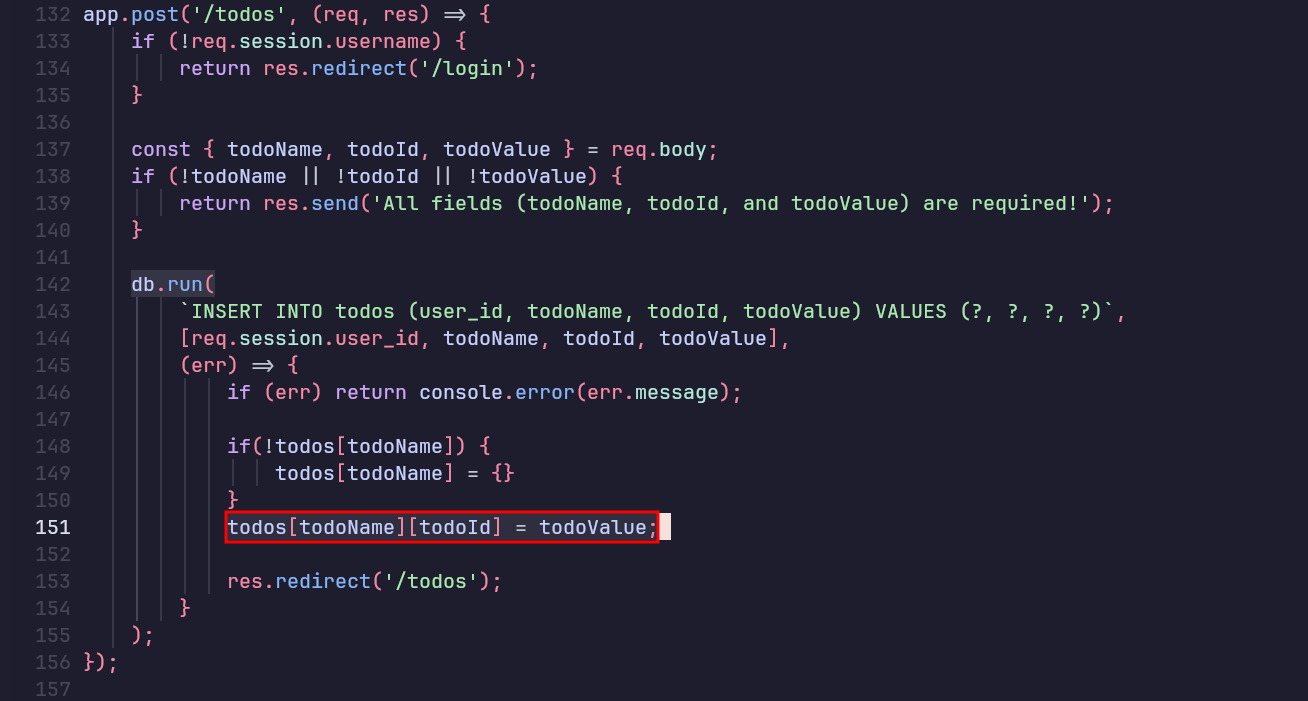 132 app.post('/todos', (req, res) => {
133     if (!req.session.username) {
134         return res.redirect('/login');
135     }
136
137     const { todoName, todoId, todoValue } = req.body;
138     if (!todoName || !todoId || !todoValue) {
139         return res.send('All fields (todoName, todoId, and todoValue) are required!');
140     }
141
142     db.run(
143         `INSERT INTO todos (user_id, todoName, todoId, todoValue) VALUES (?, ?, ?, ?)`,
144         [req.session.user_id, todoName, todoId, todoValue],
145         (err) => {
146             if (err) return console.error(err.message);
147
148             if(!todos[todoName]) {
149                 todos[todoName] = {}
150             }
151             todos[todoName][todoId] = todoValue;
152
153             res.redirect('/todos');
154         }
155     );
156 });
157